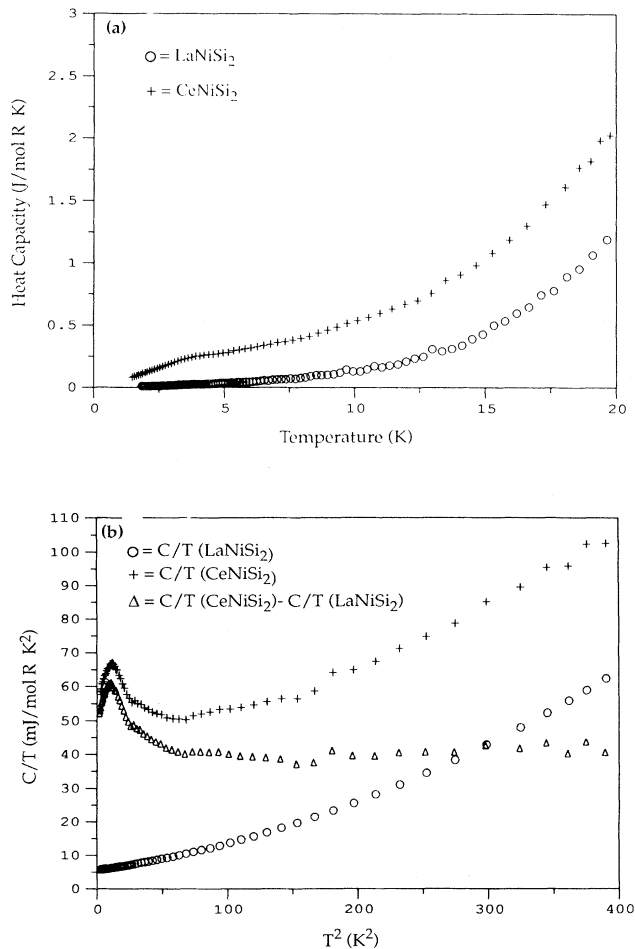 (a)
3
○ = LaNiSi2
2.5
+ = CeNiSi2
2
1.5
1
0.5
0
Heat Capacity (J/mol R K)
0 5 10 15 20
Temperature (K)
(b)
110
○ = C/T (LaNiSi2)
100
+ = C/T (CeNiSi2)
90
△ = C/T (CeNiSi2)- C/T (LaNiSi2)
80
70
60
50
40
30
20
10
0
C/T (mJ/mol R K²)
0 100 200 300 400
T² (K²)